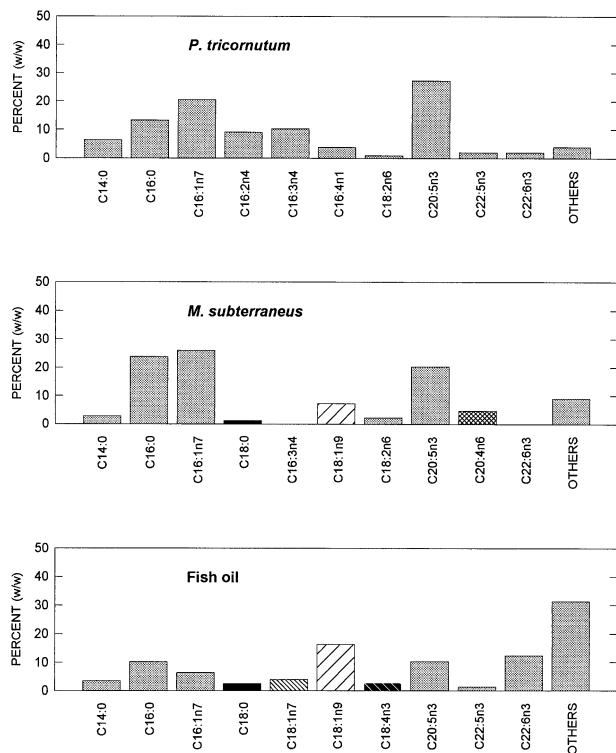 50
P. tricornutum
40
30
20
10
0
PERCENT (w/w)
C14:0
C16:0
C16:1n7
C16:2n4
C16:3n4
C16:4n1
C18:2n6
C20:5n3
C22:5n3
C22:6n3
OTHERS
50
M. subterraneus
40
30
20
10
0
PERCENT (w/w)
C14:0
C16:0
C16:1n7
C18:0
C16:3n4
C18:1n9
C18:2n6
C20:5n3
C20:4n6
C22:6n3
OTHERS
50
Fish oil
40
30
20
10
0
PERCENT (w/w)
C14:0
C16:0
C16:1n7
C18:0
C18:1n7
C18:1n9
C18:4n3
C20:5n3
C22:5n3
C22:6n3
OTHERS